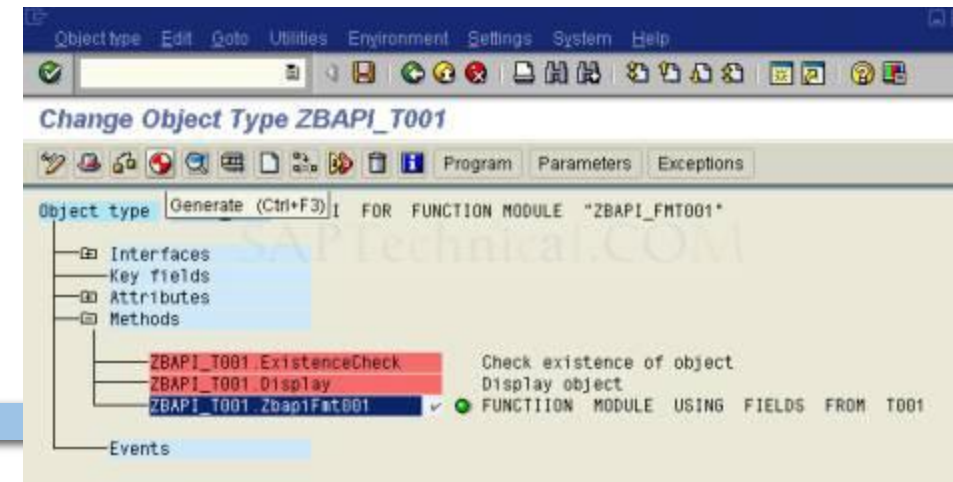 Object type Edit Goto Utilities Environment Settings System Help
Change Object Type ZBAPI_T001
Program Parameters Exceptions
Object type I FOR FUNCTION MODULE "ZBAPI_FMT001"
Generate (Ctrl+F3)
SAPTechnical.COM
Interfaces
Key fields
Attributes
Methods
ZBAPI_T001.ExistenceCheck Check existence of object
ZBAPI_T001.Display Display object
ZBAPI_T001.ZbapiFmt001 FUNCTIION MODULE USING FIELDS FROM T001
Events